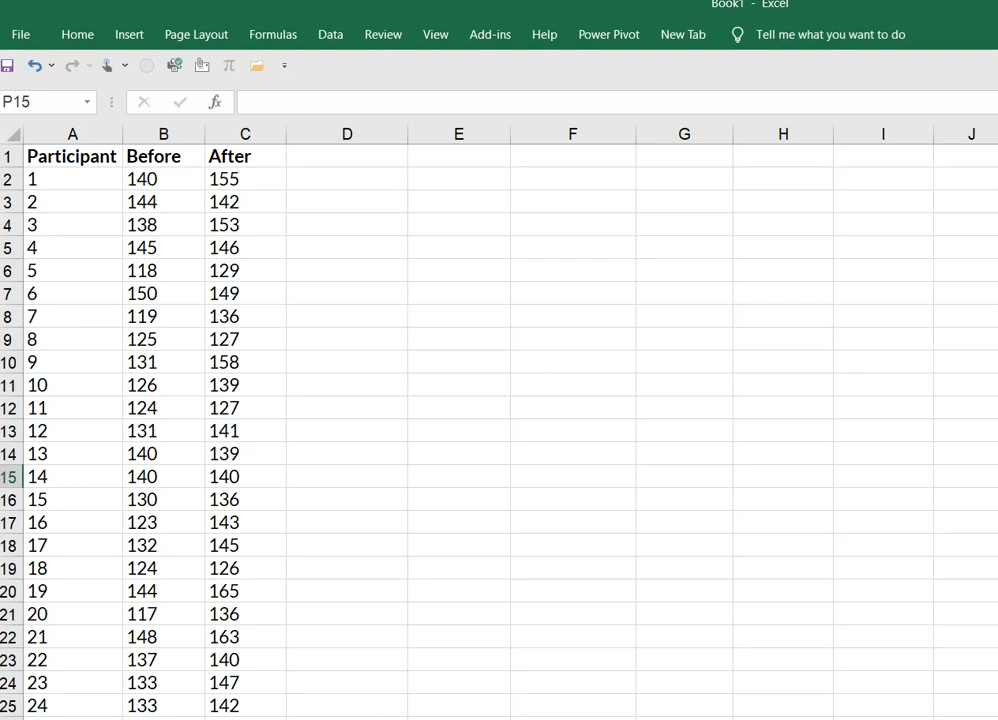 Book1 - Excel
File Home Insert Page Layout Formulas Data Review View Add-ins Help Power Pivot New Tab Tell me what you want to do
π
P15 fx
A B C D E F G H I J
1 Participant Before After
2 1 140 155
3 2 144 142
4 3 138 153
5 4 145 146
6 5 118 129
7 6 150 149
8 7 119 136
9 8 125 127
10 9 131 158
11 10 126 139
12 11 124 127
13 12 131 141
14 13 140 139
15 14 140 140
16 15 130 136
17 16 123 143
18 17 132 145
19 18 124 126
20 19 144 165
21 20 117 136
22 21 148 163
23 22 137 140
24 23 133 147
25 24 133 142